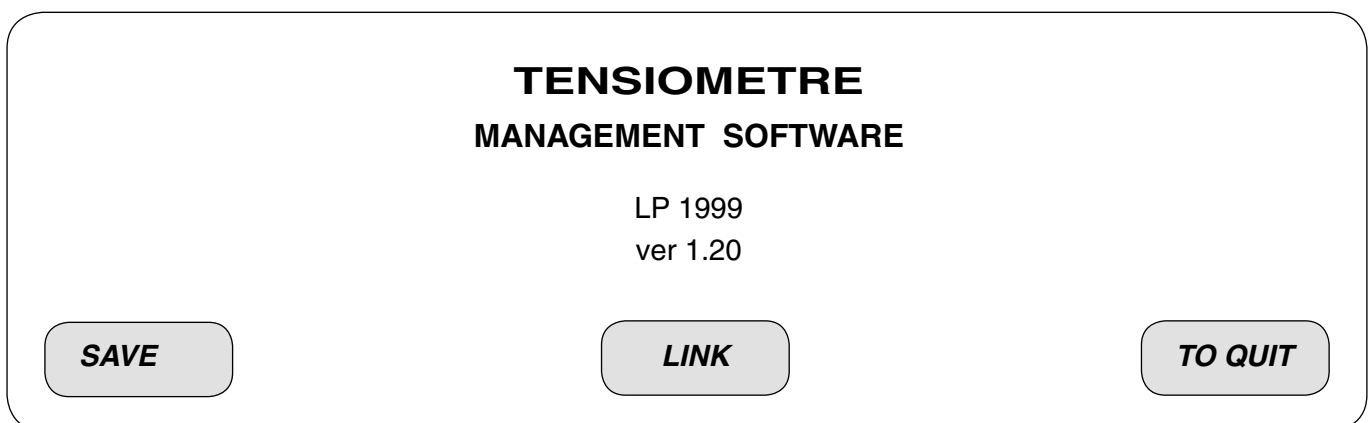 TENSIOMETRE
MANAGEMENT SOFTWARE
LP 1999
ver 1.20
SAVE
LINK
TO QUIT